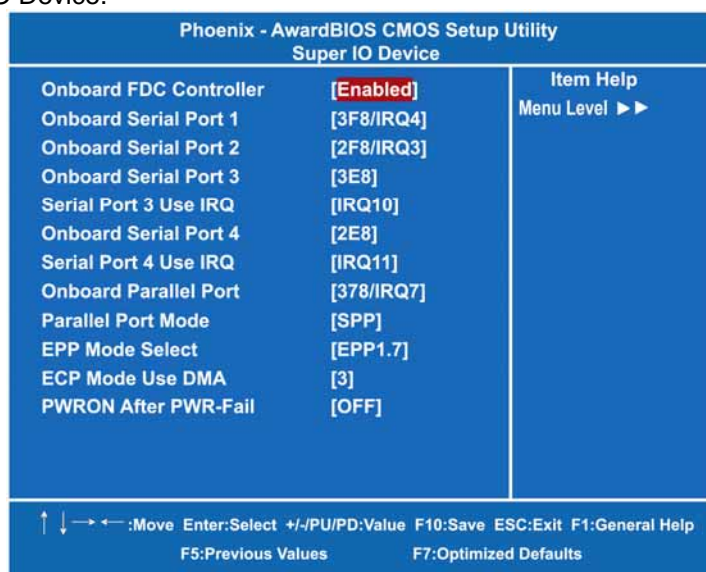 O Device.
Phoenix - AwardBIOS CMOS Setup Utility
Super IO Device
Onboard FDC Controller [Enabled]
Onboard Serial Port 1 [3F8/IRQ4]
Onboard Serial Port 2 [2F8/IRQ3]
Onboard Serial Port 3 [3E8]
Serial Port 3 Use IRQ [IRQ10]
Onboard Serial Port 4 [2E8]
Serial Port 4 Use IRQ [IRQ11]
Onboard Parallel Port [378/IRQ7]
Parallel Port Mode [SPP]
EPP Mode Select [EPP1.7]
ECP Mode Use DMA [3]
PWRON After PWR-Fail [OFF]
Item Help
Menu Level ►►
↑ ↓ → ← :Move Enter:Select +/-/PU/PD:Value F10:Save ESC:Exit F1:General Help
F5:Previous Values F7:Optimized Defaults